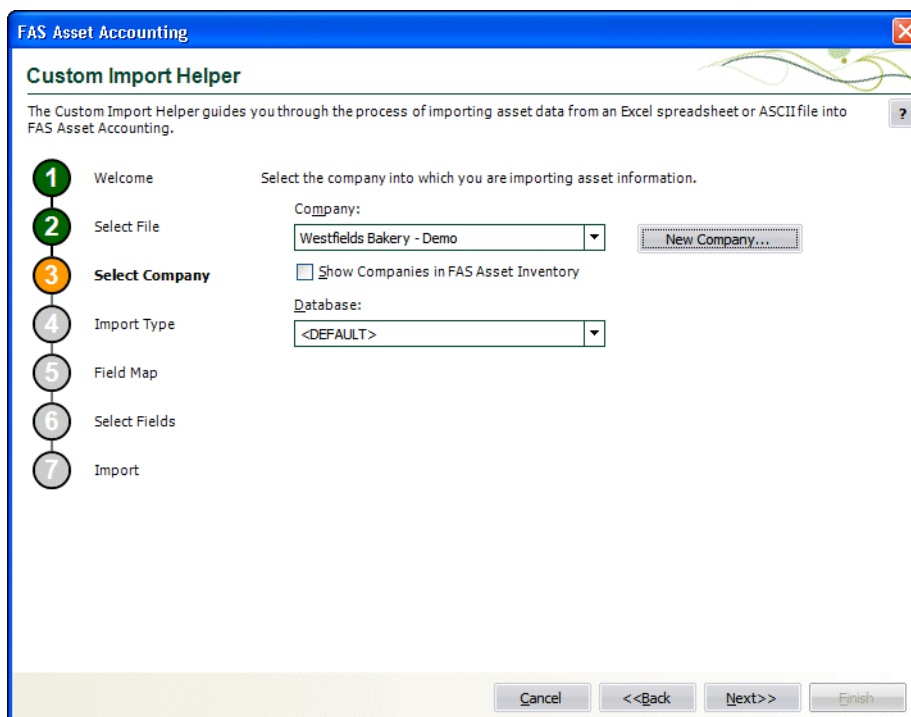 FAS Asset Accounting
Custom Import Helper
The Custom Import Helper guides you through the process of importing asset data from an Excel spreadsheet or ASCII file into
FAS Asset Accounting.
?
1 Welcome
Select the company into which you are importing asset information.
Company:
2 Select File
Westfields Bakery - Demo
New Company...
3 Select Company
Show Companies in FAS Asset Inventory
Database:
4 Import Type
<DEFAULT>
5 Field Map
6 Select Fields
7 Import
Cancel
<<Back
Next>>
Finish